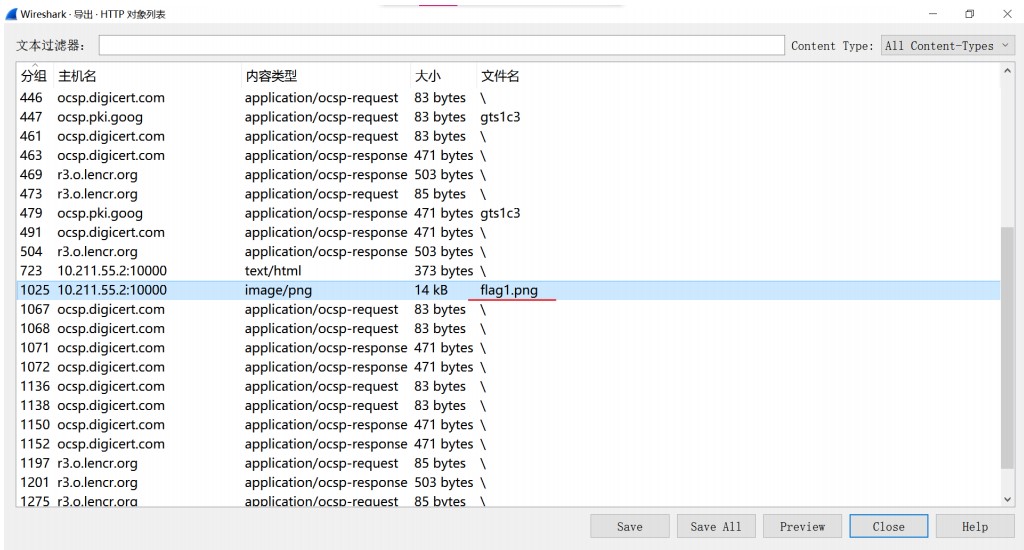 Wireshark · 导出 · HTTP 对象列表
文本过滤器： Content Type: All Content-Types
分组 主机名 内容类型 大小 文件名
446 ocsp.digicert.com application/ocsp-request 83 bytes \
447 ocsp.pki.goog application/ocsp-request 83 bytes gts1c3
461 ocsp.digicert.com application/ocsp-request 83 bytes \
463 ocsp.digicert.com application/ocsp-response 471 bytes \
469 r3.o.lencr.org application/ocsp-response 503 bytes \
473 r3.o.lencr.org application/ocsp-request 85 bytes \
479 ocsp.pki.goog application/ocsp-response 471 bytes gts1c3
491 ocsp.digicert.com application/ocsp-response 471 bytes \
504 r3.o.lencr.org application/ocsp-response 503 bytes \
723 10.211.55.2:10000 text/html 373 bytes \
1025 10.211.55.2:10000 image/png 14 kB flag1.png
1067 ocsp.digicert.com application/ocsp-request 83 bytes \
1068 ocsp.digicert.com application/ocsp-request 83 bytes \
1071 ocsp.digicert.com application/ocsp-response 471 bytes \
1072 ocsp.digicert.com application/ocsp-response 471 bytes \
1136 ocsp.digicert.com application/ocsp-request 83 bytes \
1138 ocsp.digicert.com application/ocsp-request 83 bytes \
1150 ocsp.digicert.com application/ocsp-response 471 bytes \
1152 ocsp.digicert.com application/ocsp-response 471 bytes \
1197 r3.o.lencr.org application/ocsp-request 85 bytes \
1201 r3.o.lencr.org application/ocsp-response 503 bytes \
1275 r3.o.lencr.org application/ocsp-request 85 bytes \
Save Save All Preview Close Help